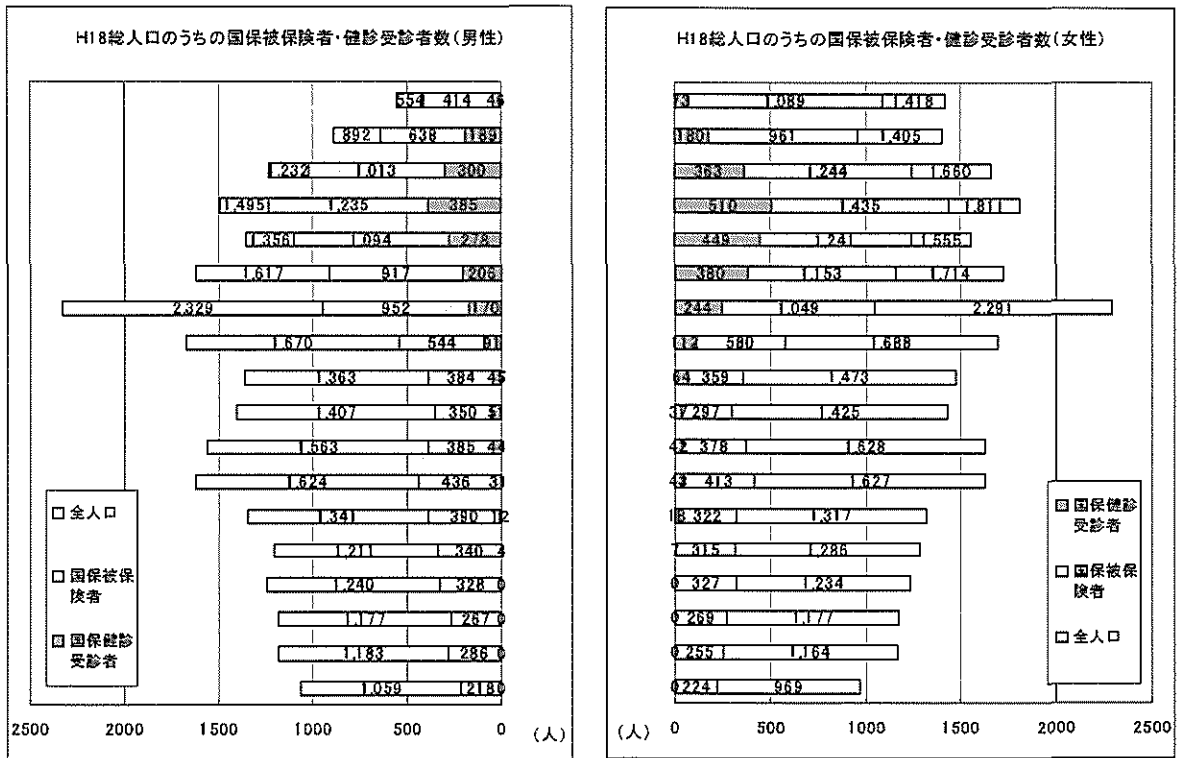 H18総人口のうちの国保被保険者・健診受診者数(男性)
554 414 45
892 638 189
1,232 1,013 300
1,495 1,235 385
1,356 1,094 278
1,617 917 206
2,329 952 170
1,670 544 91
1,363 384 45
1,407 350 51
1,563 385 44
1,624 436 31
1,341 390 12
1,211 340 4
1,240 328 0
1,177 267 0
1,183 286 0
1,059 218 0
全人口
国保被保険者
国保健診受診者
2500 2000 1500 1000 500 0 (人)
H18総人口のうちの国保被保険者・健診受診者数(女性)
73 1,089 1,418
180 961 1,405
363 1,244 1,660
510 1,435 1,811
449 1,241 1,555
380 1,153 1,714
244 1,049 2,291
112 580 1,688
64 359 1,473
37 297 1,425
42 378 1,628
43 413 1,627
18 322 1,317
7 315 1,286
0 327 1,234
0 269 1,177
0 255 1,164
0 224 969
国保健診
受診者
国保被保
険者
全人口
(人) 0 500 1000 1500 2000 2500